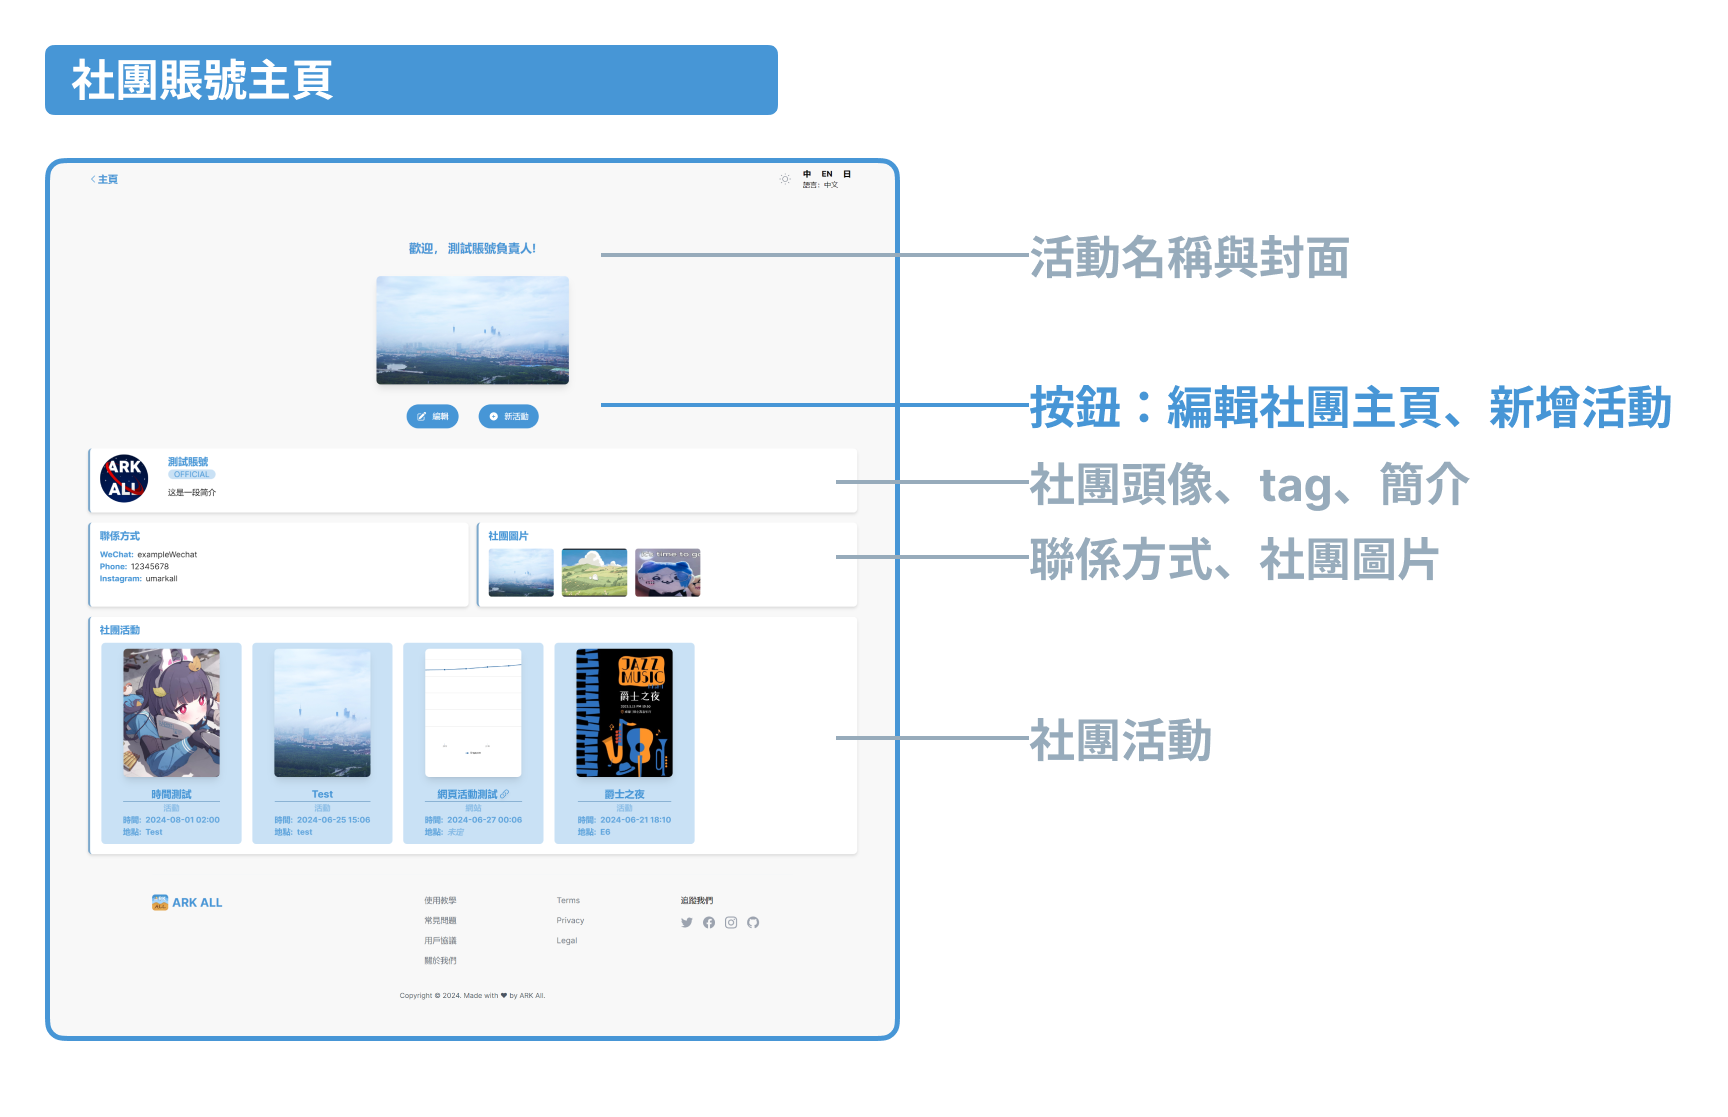 社團賬號主頁
主頁
中 EN 日
語言：中文
歡迎， 測試賬號負責人!
活動名稱與封面
編輯
新活動
按鈕：編輯社團主頁、新增活動
ARK
ALL
測試賬號
OFFICIAL
这是一段简介
社團頭像、tag、簡介
聯係方式
WeChat: exampleWechat
Phone: 12345678
Instagram: umarkall
社團圖片
time to go
聯係方式、社團圖片
社團活動
JAZZ
MUSIC
爵士之夜
社團活動
時間測試
活動
時間: 2024-08-01 02:00
地點: Test
Test
活動
時間: 2024-06-25 15:06
地點: test
網頁活動測試
網站
時間: 2024-06-27 00:06
地點: 未定
爵士之夜
活動
時間: 2024-06-21 18:10
地點: E6
ARK ALL
使用教學
常見問題
用戶協議
關於我們
Terms
Privacy
Legal
追蹤我們
Copyright © 2024. Made with ❤ by ARK All.